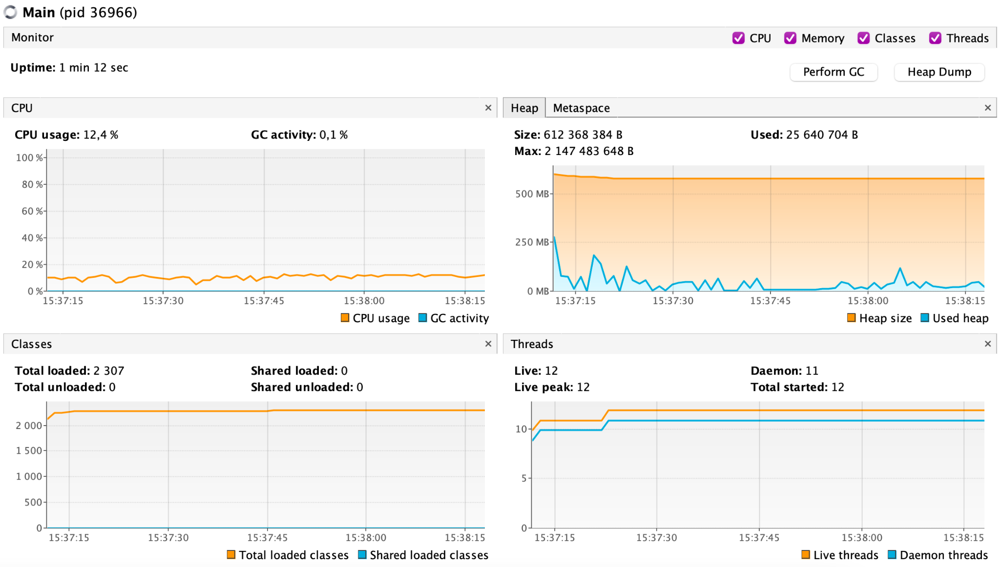 Main (pid 36966)
Monitor
CPU Memory Classes Threads
Uptime: 1 min 12 sec
Perform GC Heap Dump
CPU
CPU usage: 12,4 % GC activity: 0,1 %
100 %
80 %
60 %
40 %
20 %
0 %
15:37:15 15:37:30 15:37:45 15:38:00 15:38:15
CPU usage GC activity
Heap Metaspace
Size: 612 368 384 B Used: 25 640 704 B
Max: 2 147 483 648 B
500 MB
250 MB
0 MB
15:37:15 15:37:30 15:37:45 15:38:00 15:38:15
Heap size Used heap
Classes
Total loaded: 2 307 Shared loaded: 0
Total unloaded: 0 Shared unloaded: 0
2 000
1 500
1 000
500
0
15:37:15 15:37:30 15:37:45 15:38:00 15:38:15
Total loaded classes Shared loaded classes
Threads
Live: 12 Daemon: 11
Live peak: 12 Total started: 12
10
5
0
15:37:15 15:37:30 15:37:45 15:38:00 15:38:15
Live threads Daemon threads